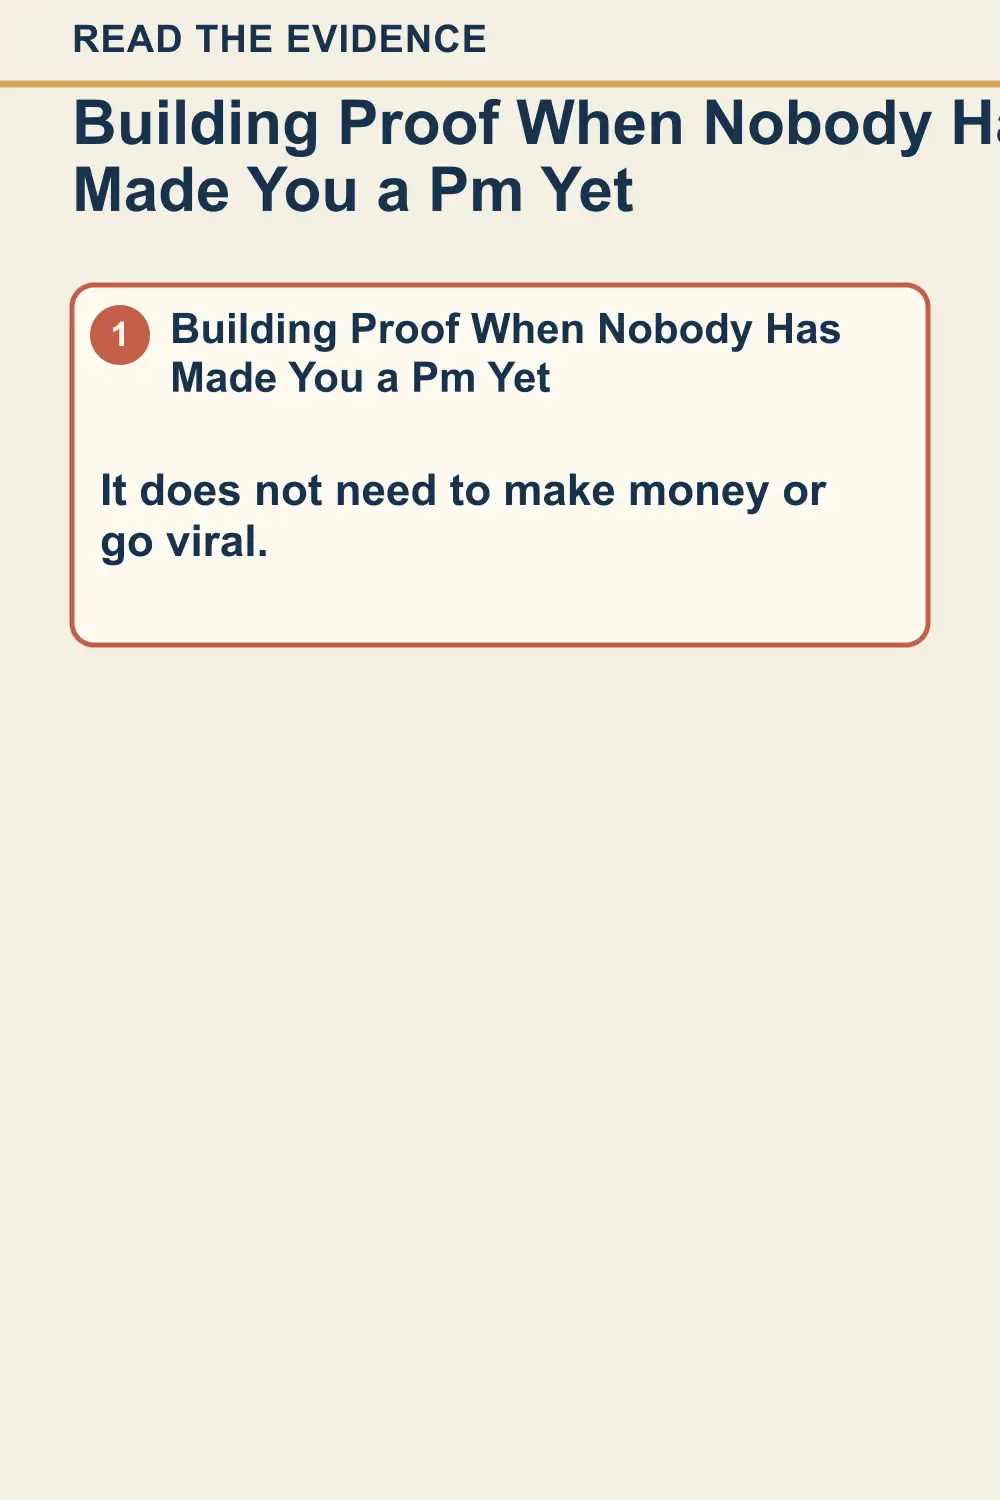 READ THE EVIDENCE
Building Proof When Nobody
Made You a Pm Yet
1
Building Proof When Nobody Has
Made You a Pm Yet
It does not need to make money or
go viral.